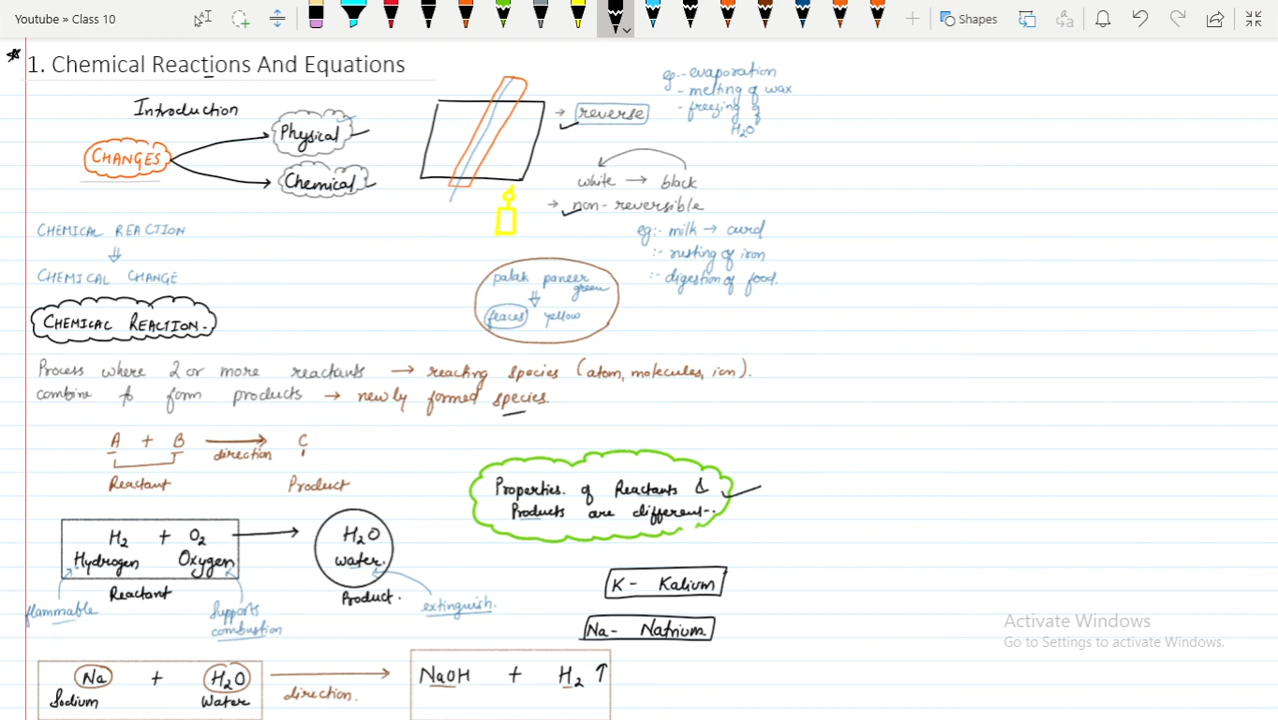 Youtube » Class 10
Shapes
1. Chemical Reactions And Equations
Introduction
CHANGES
Physical
Chemical
reverse
eg:- evaporation
- melting of wax
- freezing of
H₂O
white → black
non-reversible
eg:- milk → curd
:- rusting of iron
:- digestion of food.
CHEMICAL REACTION
⇓
CHEMICAL CHANGE
palak paneer
green
⇓
feaces yellow
CHEMICAL REACTION.
Process where 2 or more reactants → reacting species (atom, molecules, ion).
combine to form products → newly formed species.
A + B → C
direction
Reactant Product
Properties. of Reactants &
Products are different..
H₂ + O₂ → H₂O
Hydrogen Oxygen water.
Reactant Product.
flammable
Supports
combustion
extinguish.
K- Kalium
Na- Natrium.
Na + H₂O → NaOH + H₂ ↑
Sodium Water direction.
Activate Windows
Go to Settings to activate Windows.